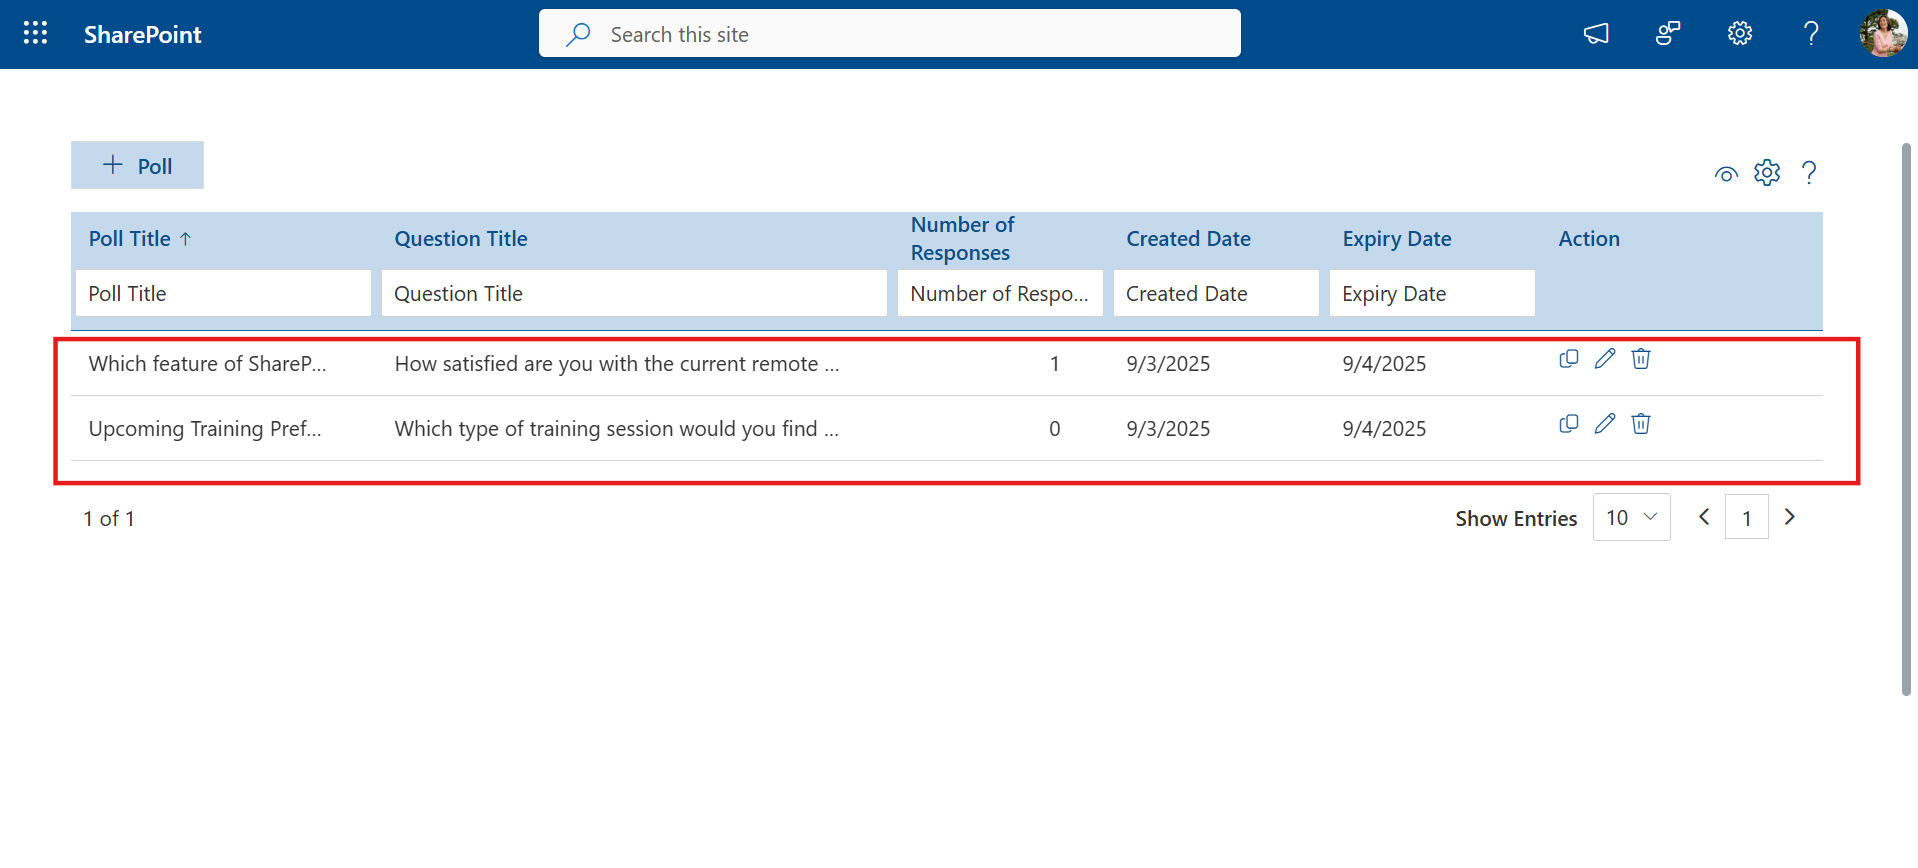 SharePoint
Search this site
Poll
Poll Title ↑ Question Title Number of Responses Created Date Expiry Date Action
Poll Title Question Title Number of Respo... Created Date Expiry Date
Which feature of ShareP... How satisfied are you with the current remote ... 1 9/3/2025 9/4/2025
Upcoming Training Pref... Which type of training session would you find ... 0 9/3/2025 9/4/2025
1 of 1 Show Entries 10 1